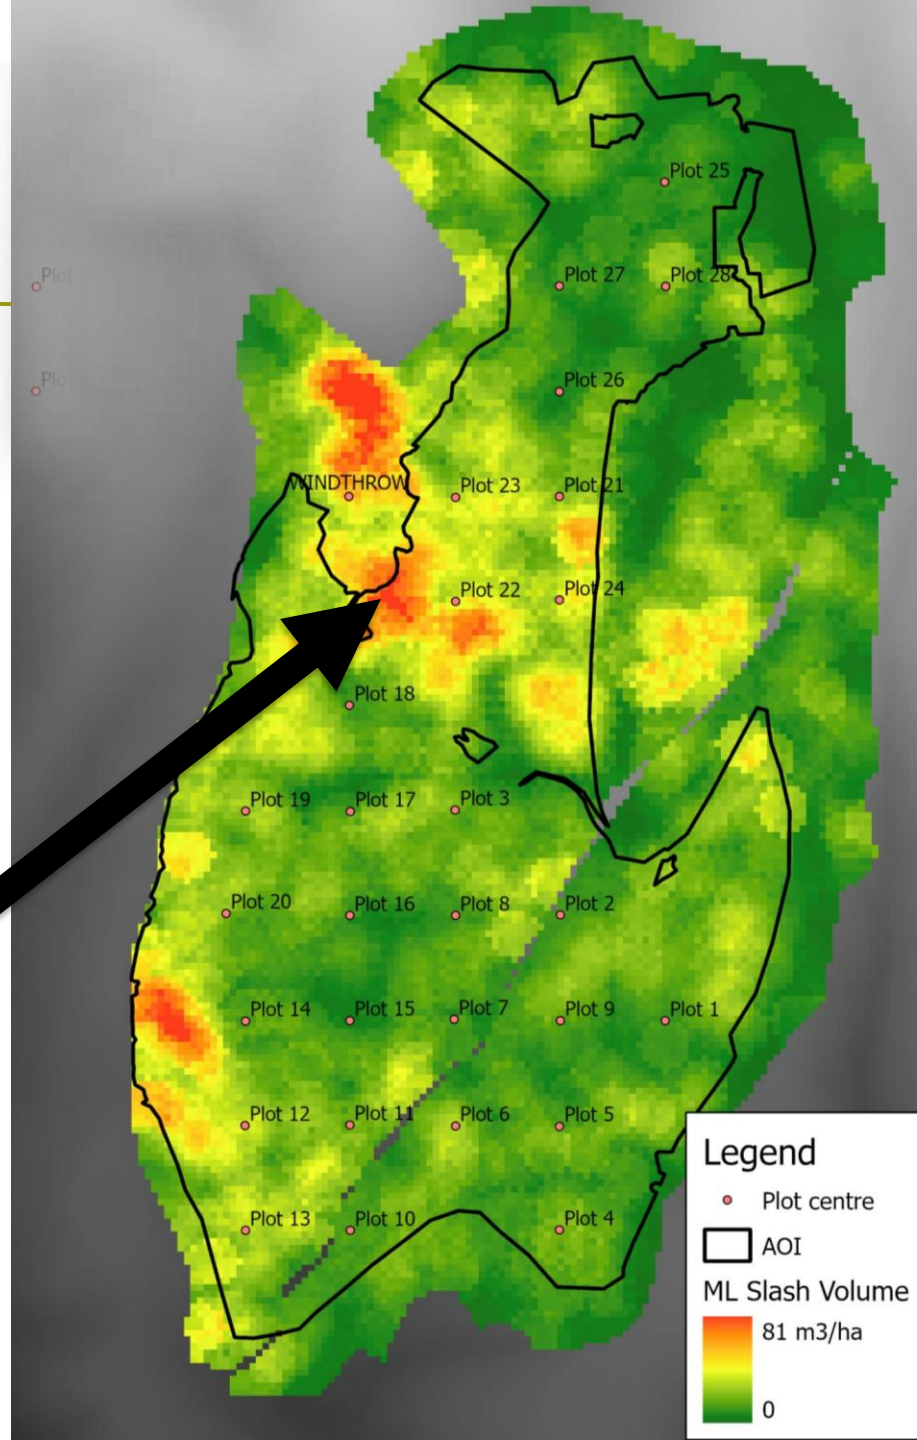 Plot 25
Plot 27
Plot 28
Plot 26
WINDTHROW
Plot 23
Plot 21
Plot 22
Plot 24
Plot 18
Plot 19
Plot 17
Plot 3
Plot 20
Plot 16
Plot 8
Plot 2
Plot 14
Plot 15
Plot 7
Plot 9
Plot 1
Plot 12
Plot 11
Plot 6
Plot 5
Plot 13
Plot 10
Plot 4
Legend
Plot centre
AOI
ML Slash Volume
81 m3/ha
0